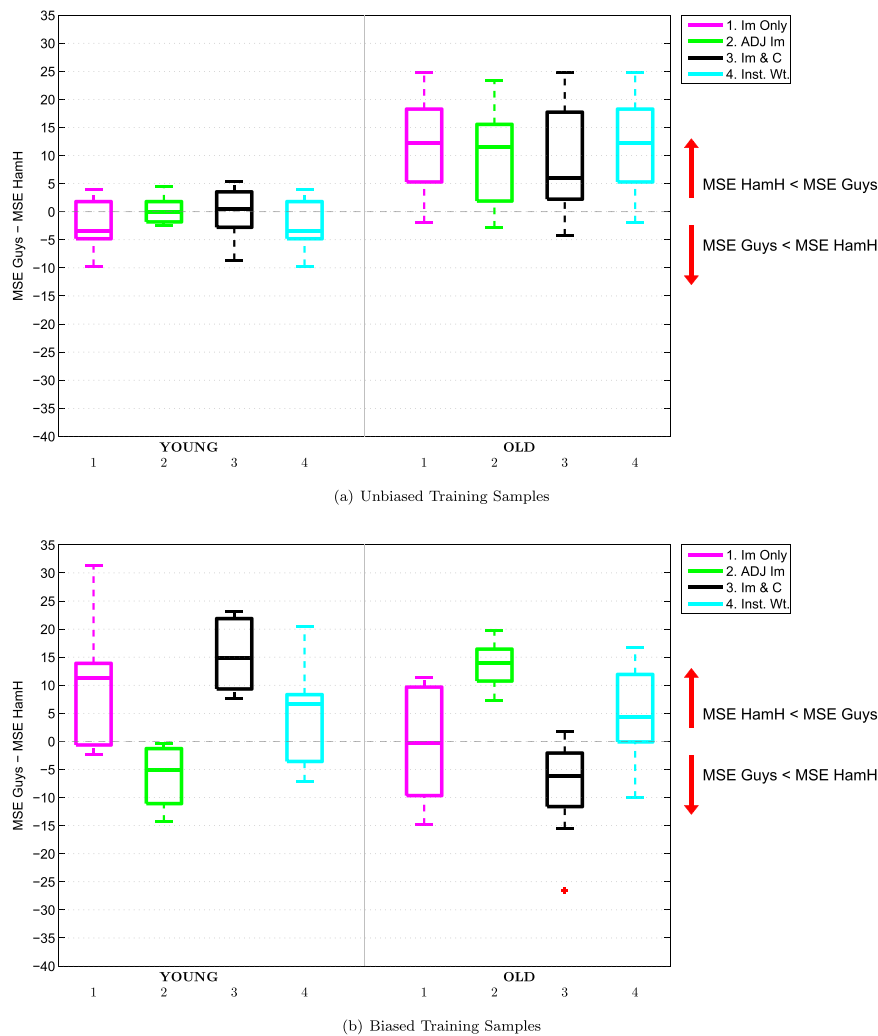 35
30
25
20
15
10
5
0
−5
−10
−15
−20
−25
−30
−35
−40
MSE Guys − MSE HamH
1. Im Only
2. ADJ Im
3. Im & C
4. Inst. Wt.
MSE HamH < MSE Guys
MSE Guys < MSE HamH
YOUNG OLD
1 2 3 4 1 2 3 4
(a) Unbiased Training Samples
35
30
25
20
15
10
5
0
−5
−10
−15
−20
−25
−30
−35
−40
MSE Guys − MSE HamH
1. Im Only
2. ADJ Im
3. Im & C
4. Inst. Wt.
MSE HamH < MSE Guys
MSE Guys < MSE HamH
YOUNG OLD
1 2 3 4 1 2 3 4
(b) Biased Training Samples